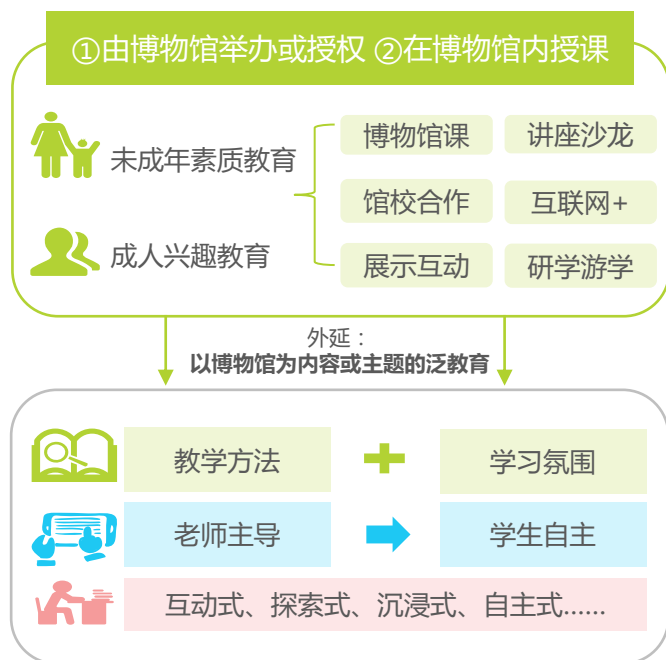 ①由博物馆举办或授权 ②在博物馆内授课
未成年素质教育
成人兴趣教育
博物馆课
讲座沙龙
馆校合作
互联网+
展示互动
研学游学
外延：
以博物馆为内容或主题的泛教育
教学方法
学习氛围
老师主导
学生自主
互动式、探索式、沉浸式、自主式......